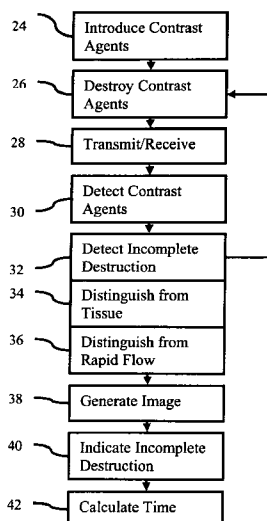 24
Introduce Contrast
Agents
26
Destroy Contrast
Agents
28
Transmit/Receive
30
Detect Contrast
Agents
32
Detect Incomplete
Destruction
34
Distinguish from
Tissue
36
Distinguish from
Rapid Flow
38
Generate Image
40
Indicate Incomplete
Destruction
42
Calculate Time